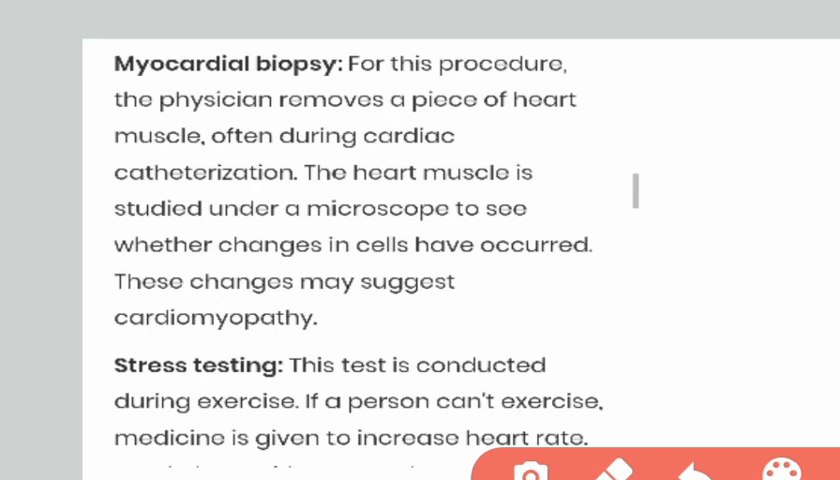 Myocardial biopsy: For this procedure,
the physician removes a piece of heart
muscle, often during cardiac
catheterization. The heart muscle is
studied under a microscope to see
whether changes in cells have occurred.
These changes may suggest
cardiomyopathy.
Stress testing: This test is conducted
during exercise. If a person can't exercise,
medicine is given to increase heart rate.